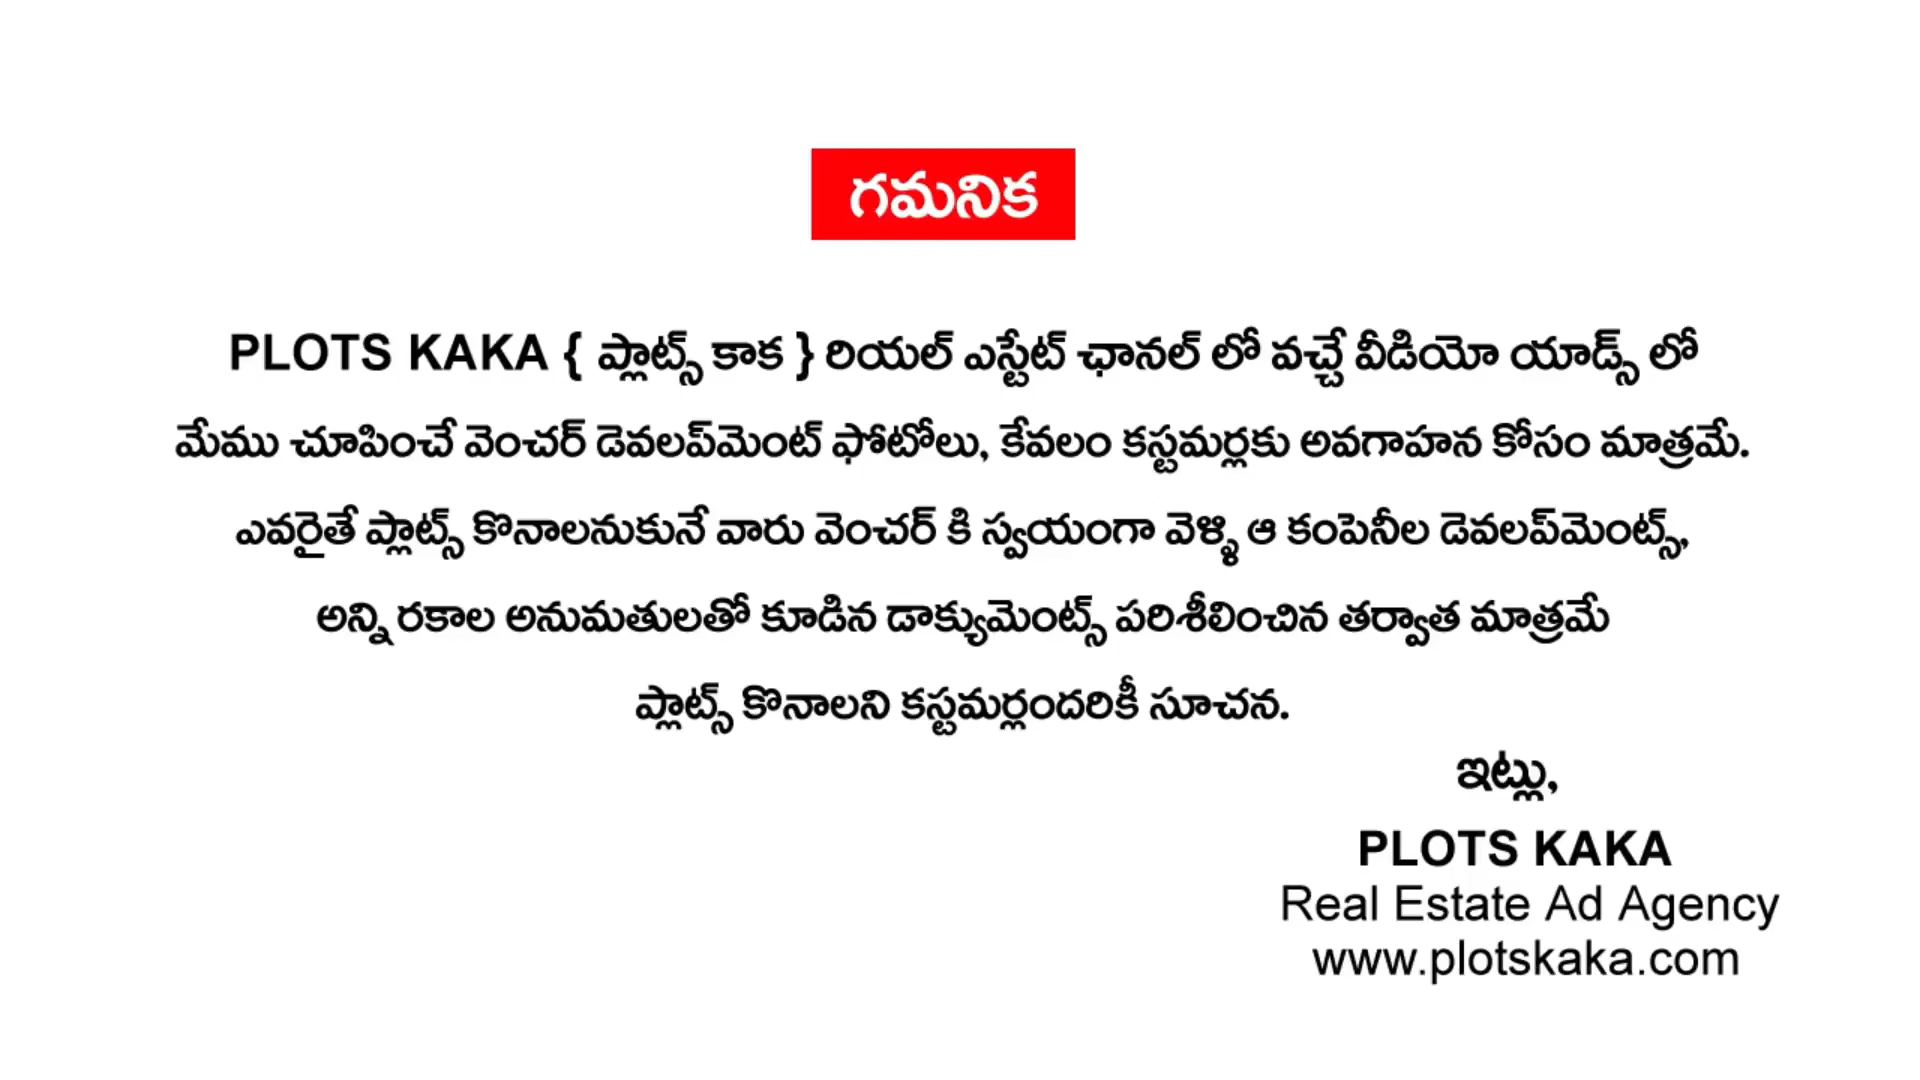 గమనిక
PLOTS KAKA { ప్లాట్స్ కాక } రియల్ ఎస్టేట్ ఛానల్ లో వచ్చే వీడియో యాడ్స్ లో
మేము చూపించే వెంచర్ డెవలప్‌మెంట్ ఫోటోలు, కేవలం కస్టమర్లకు అవగాహన కోసం మాత్రమే.
ఎవరైతే ప్లాట్స్ కొనాలనుకునే వారు వెంచర్ కి స్వయంగా వెళ్ళి ఆ కంపెనీల డెవలప్‌మెంట్స్,
అన్ని రకాల అనుమతులతో కూడిన డాక్యుమెంట్స్ పరిశీలించిన తర్వాత మాత్రమే
ప్లాట్స్ కొనాలని కస్టమర్లందరికీ సూచన.
ఇట్లు,
PLOTS KAKA
Real Estate Ad Agency
www.plotskaka.com